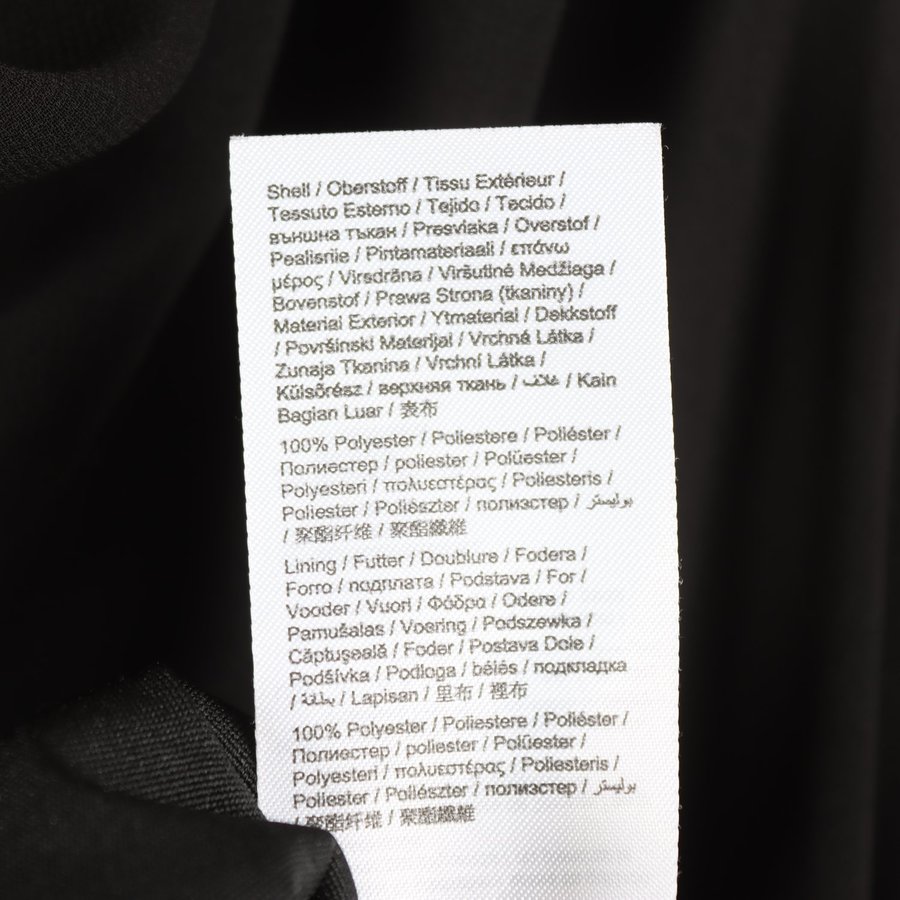 Shell / Oberstoff / Tissu Extérieur /
Tessuto Esterno / Tejido / Tecido /
външна тъкан / Presvlaka / Overstof /
Pealisriie / Pintamateriaali / επάνω
μέρος / Virsdrāna / Viršutinė Medžiaga /
Bovenstof / Prawa Strona (tkaniny) /
Material Exterior / Ytmaterial / Dekkstoff
/ Površinski Materijal / Vrchná Látka /
Zunaja Tkanina / Vrchní Látka /
Külsőrész / верхняя ткань / غلاف / Kain
Bagian Luar / 表布
100% Polyester / Poliestere / Poliéster /
Полиестер / poliester / Polüester /
Polyesteri / πολυεστέρας / Poliesteris /
Poliester / Poliészter / полиэстер / بوليستر
/ 聚酯纤维 / 聚酯纖維
Lining / Futter / Doublure / Fodera /
Forro / подплата / Podstava / For /
Vooder / Vuori / Φόδρα / Odere /
Pamušalas / Voering / Podszewka /
Căptuşeală / Foder / Postava Dole /
Podšívka / Podloga / bélés / подкладка
/ بطانة / Lapisan / 里布 / 裡布
100% Polyester / Poliestere / Poliéster /
Полиестер / poliester / Polüester /
Polyesteri / πολυεστέρας / Poliesteris /
Poliester / Poliészter / полиэстер / بوليستر
/ 聚酯纤维 / 聚酯纖維